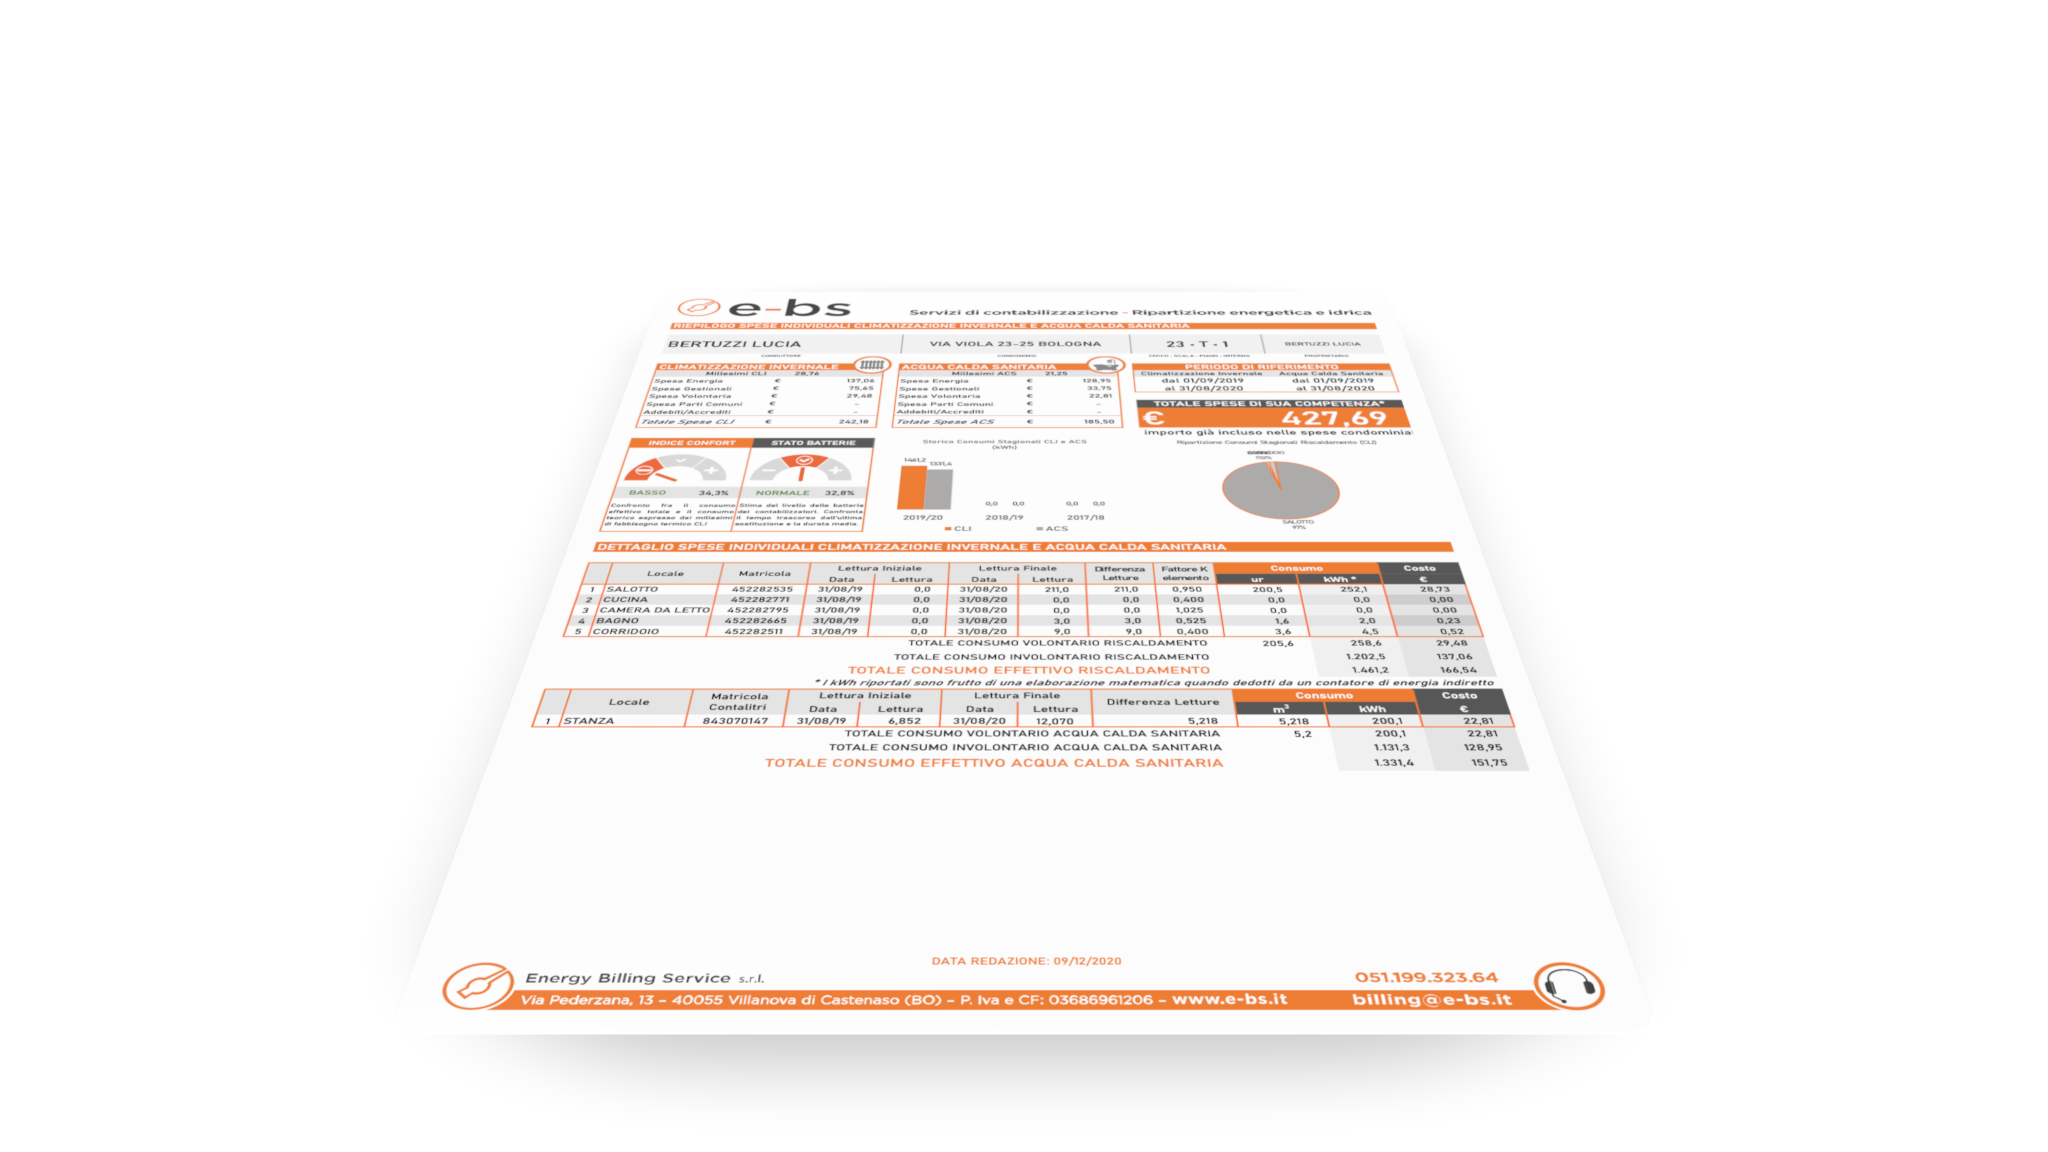 e-bs
Servizi di contabilizzazione - Ripartizione energetica e idrica
RIEPILOGO SPESE INDIVIDUALI CLIMATIZZAZIONE INVERNALE E ACQUA CALDA SANITARIA
BERTUZZI LUCIA VIA VIOLA 23-25 BOLOGNA 23 - T - 1 BERTUZZI LUCIA
CONDUTTORE CONDOMINIO CIVICO - SCALA - PIANO - INTERNO PROPRIETARIO
CLIMATIZZAZIONE INVERNALE
Millesimi CLI 28,76
Spesa Energia € 137,06
Spese Gestionali € 75,65
Spesa Volontaria € 29,48
Spesa Parti Comuni € -
Addebiti/Accrediti € -
Totale Spese CLI € 242,18
ACQUA CALDA SANITARIA
Millesimi ACS 21,25
Spesa Energia € 128,95
Spese Gestionali € 33,75
Spesa Volontaria € 22,81
Spesa Parti Comuni € -
Addebiti/Accrediti € -
Totale Spese ACS € 185,50
PERIODO DI RIFERIMENTO
Climatizzazione Invernale Acqua Calda Sanitaria
dal 01/09/2019 dal 01/09/2019
al 31/08/2020 al 31/08/2020
TOTALE SPESE DI SUA COMPETENZA*
€ 427,69
importo già incluso nelle spese condominia
INDICE CONFORT STATO BATTERIE
BASSO 34,3% NORMALE 32,8%
Confronto fra il consumo
effettivo totale e il consumo
teorico espresso dai millesimi
di fabbisogno termico CLI
Stima del livello delle batterie
dei contabilizzatori. Confronta
il tempo trascorso dall'ultima
sostituzione e la durata media.
Storico Consumi Stagionali CLI e ACS
(kWh)
1461,2 1331,4
0,0 0,0 0,0 0,0
2019/20 2018/19 2017/18
CLI ACS
Ripartizione Consumi Stagionali Riscaldamento (CLI)
SALOTTO
97%
DETTAGLIO SPESE INDIVIDUALI CLIMATIZZAZIONE INVERNALE E ACQUA CALDA SANITARIA
Locale Matricola Lettura Iniziale Lettura Finale Differenza Letture Fattore K elemento Consumo Costo
Data Lettura Data Lettura ur kWh * €
1 SALOTTO 452282535 31/08/19 0,0 31/08/20 211,0 211,0 0,950 200,5 252,1 28,73
2 CUCINA 452282771 31/08/19 0,0 31/08/20 0,0 0,0 0,400 0,0 0,0 0,00
3 CAMERA DA LETTO 452282795 31/08/19 0,0 31/08/20 0,0 0,0 1,025 0,0 0,0 0,00
4 BAGNO 452282665 31/08/19 0,0 31/08/20 3,0 3,0 0,525 1,6 2,0 0,23
5 CORRIDOIO 452282511 31/08/19 0,0 31/08/20 9,0 9,0 0,400 3,6 4,5 0,52
TOTALE CONSUMO VOLONTARIO RISCALDAMENTO 205,6 258,6 29,48
TOTALE CONSUMO INVOLONTARIO RISCALDAMENTO 1.202,5 137,06
TOTALE CONSUMO EFFETTIVO RISCALDAMENTO 1.461,2 166,54
* I kWh riportati sono frutto di una elaborazione matematica quando dedotti da un contatore di energia indiretto
Locale Matricola Contalitri Lettura Iniziale Lettura Finale Differenza Letture Consumo Costo
Data Lettura Data Lettura m³ kWh €
1 STANZA 843070147 31/08/19 6,852 31/08/20 12,070 5,218 5,218 200,1 22,81
TOTALE CONSUMO VOLONTARIO ACQUA CALDA SANITARIA 5,2 200,1 22,81
TOTALE CONSUMO INVOLONTARIO ACQUA CALDA SANITARIA 1.131,3 128,95
TOTALE CONSUMO EFFETTIVO ACQUA CALDA SANITARIA 1.331,4 151,75
DATA REDAZIONE: 09/12/2020
Energy Billing Service s.r.l. 051.199.323.64
Via Pederzana, 13 - 40055 Villanova di Castenaso (BO) - P. Iva e CF: 03686961206 - www.e-bs.it billing@e-bs.it